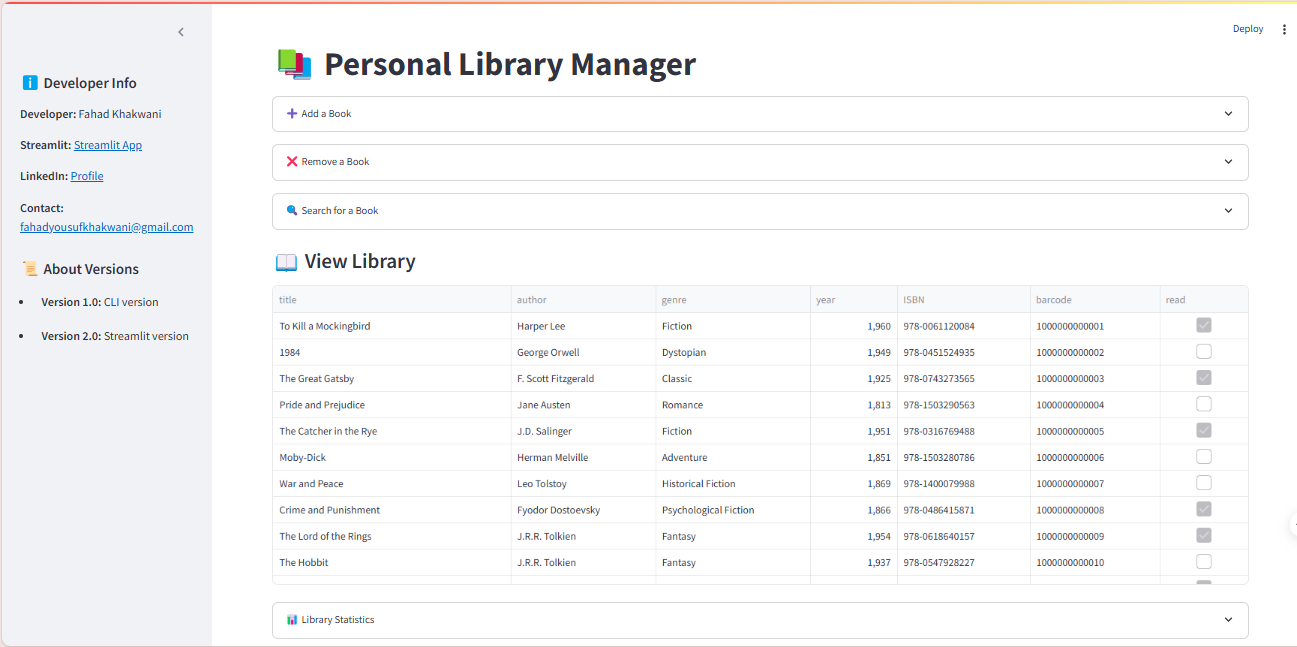 Deploy
Developer Info
Developer: Fahad Khakwani
Streamlit: Streamlit App
LinkedIn: Profile
Contact:
fahadyousufkhakwani@gmail.com
About Versions
Version 1.0: CLI version
Version 2.0: Streamlit version
Personal Library Manager
Add a Book
Remove a Book
Search for a Book
View Library
title author genre year ISBN barcode read
To Kill a Mockingbird Harper Lee Fiction 1,960 978-0061120084 1000000000001
1984 George Orwell Dystopian 1,949 978-0451524935 1000000000002
The Great Gatsby F. Scott Fitzgerald Classic 1,925 978-0743273565 1000000000003
Pride and Prejudice Jane Austen Romance 1,813 978-1503290563 1000000000004
The Catcher in the Rye J.D. Salinger Fiction 1,951 978-0316769488 1000000000005
Moby-Dick Herman Melville Adventure 1,851 978-1503280786 1000000000006
War and Peace Leo Tolstoy Historical Fiction 1,869 978-1400079988 1000000000007
Crime and Punishment Fyodor Dostoevsky Psychological Fiction 1,866 978-0486415871 1000000000008
The Lord of the Rings J.R.R. Tolkien Fantasy 1,954 978-0618640157 1000000000009
The Hobbit J.R.R. Tolkien Fantasy 1,937 978-0547928227 1000000000010
Library Statistics